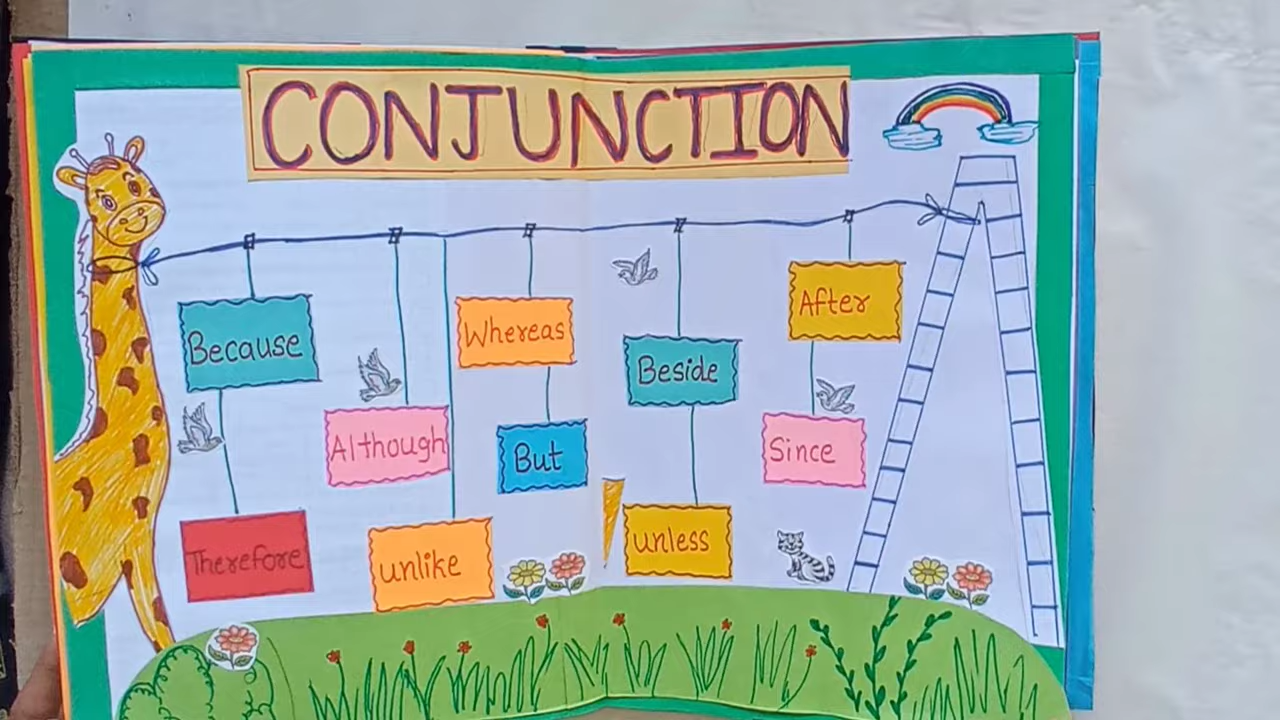 CONJUNCTION
Because
Therefore
Although
unlike
Whereas
But
Beside
unless
After
Since